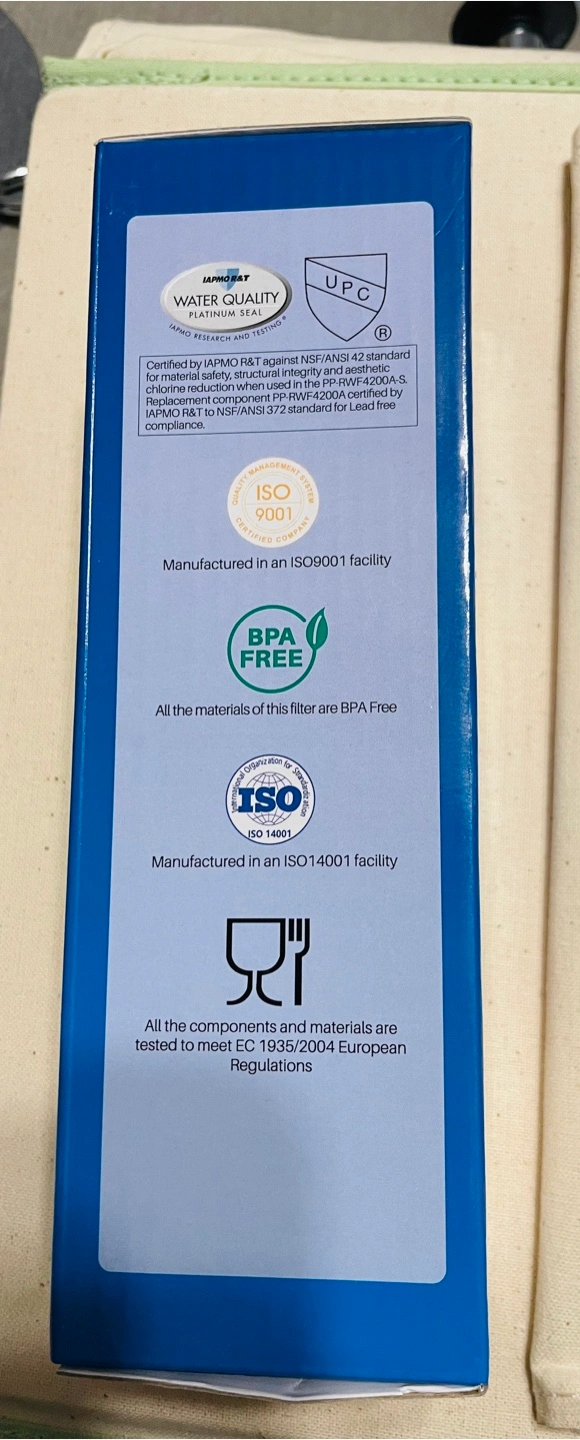 IAPMO R&T
WATER QUALITY
PLATINUM SEAL
IAPMO RESEARCH AND TESTING®
UPC
®
Certified by IAPMO R&T against NSF/ANSI 42 standard
for material safety, structural integrity and aesthetic
chlorine reduction when used in the PP-RWF4200A-S.
Replacement component PP-RWF4200A certified by
IAPMO R&T to NSF/ANSI 372 standard for Lead free
compliance.
QUALITY MANAGEMENT SYSTEM
ISO
9001
CERTIFIED COMPANY
Manufactured in an ISO9001 facility
BPA
FREE
All the materials of this filter are BPA Free
International Organization for Standardization
ISO
ISO 14001
Manufactured in an ISO14001 facility
All the components and materials are
tested to meet EC 1935/2004 European
Regulations